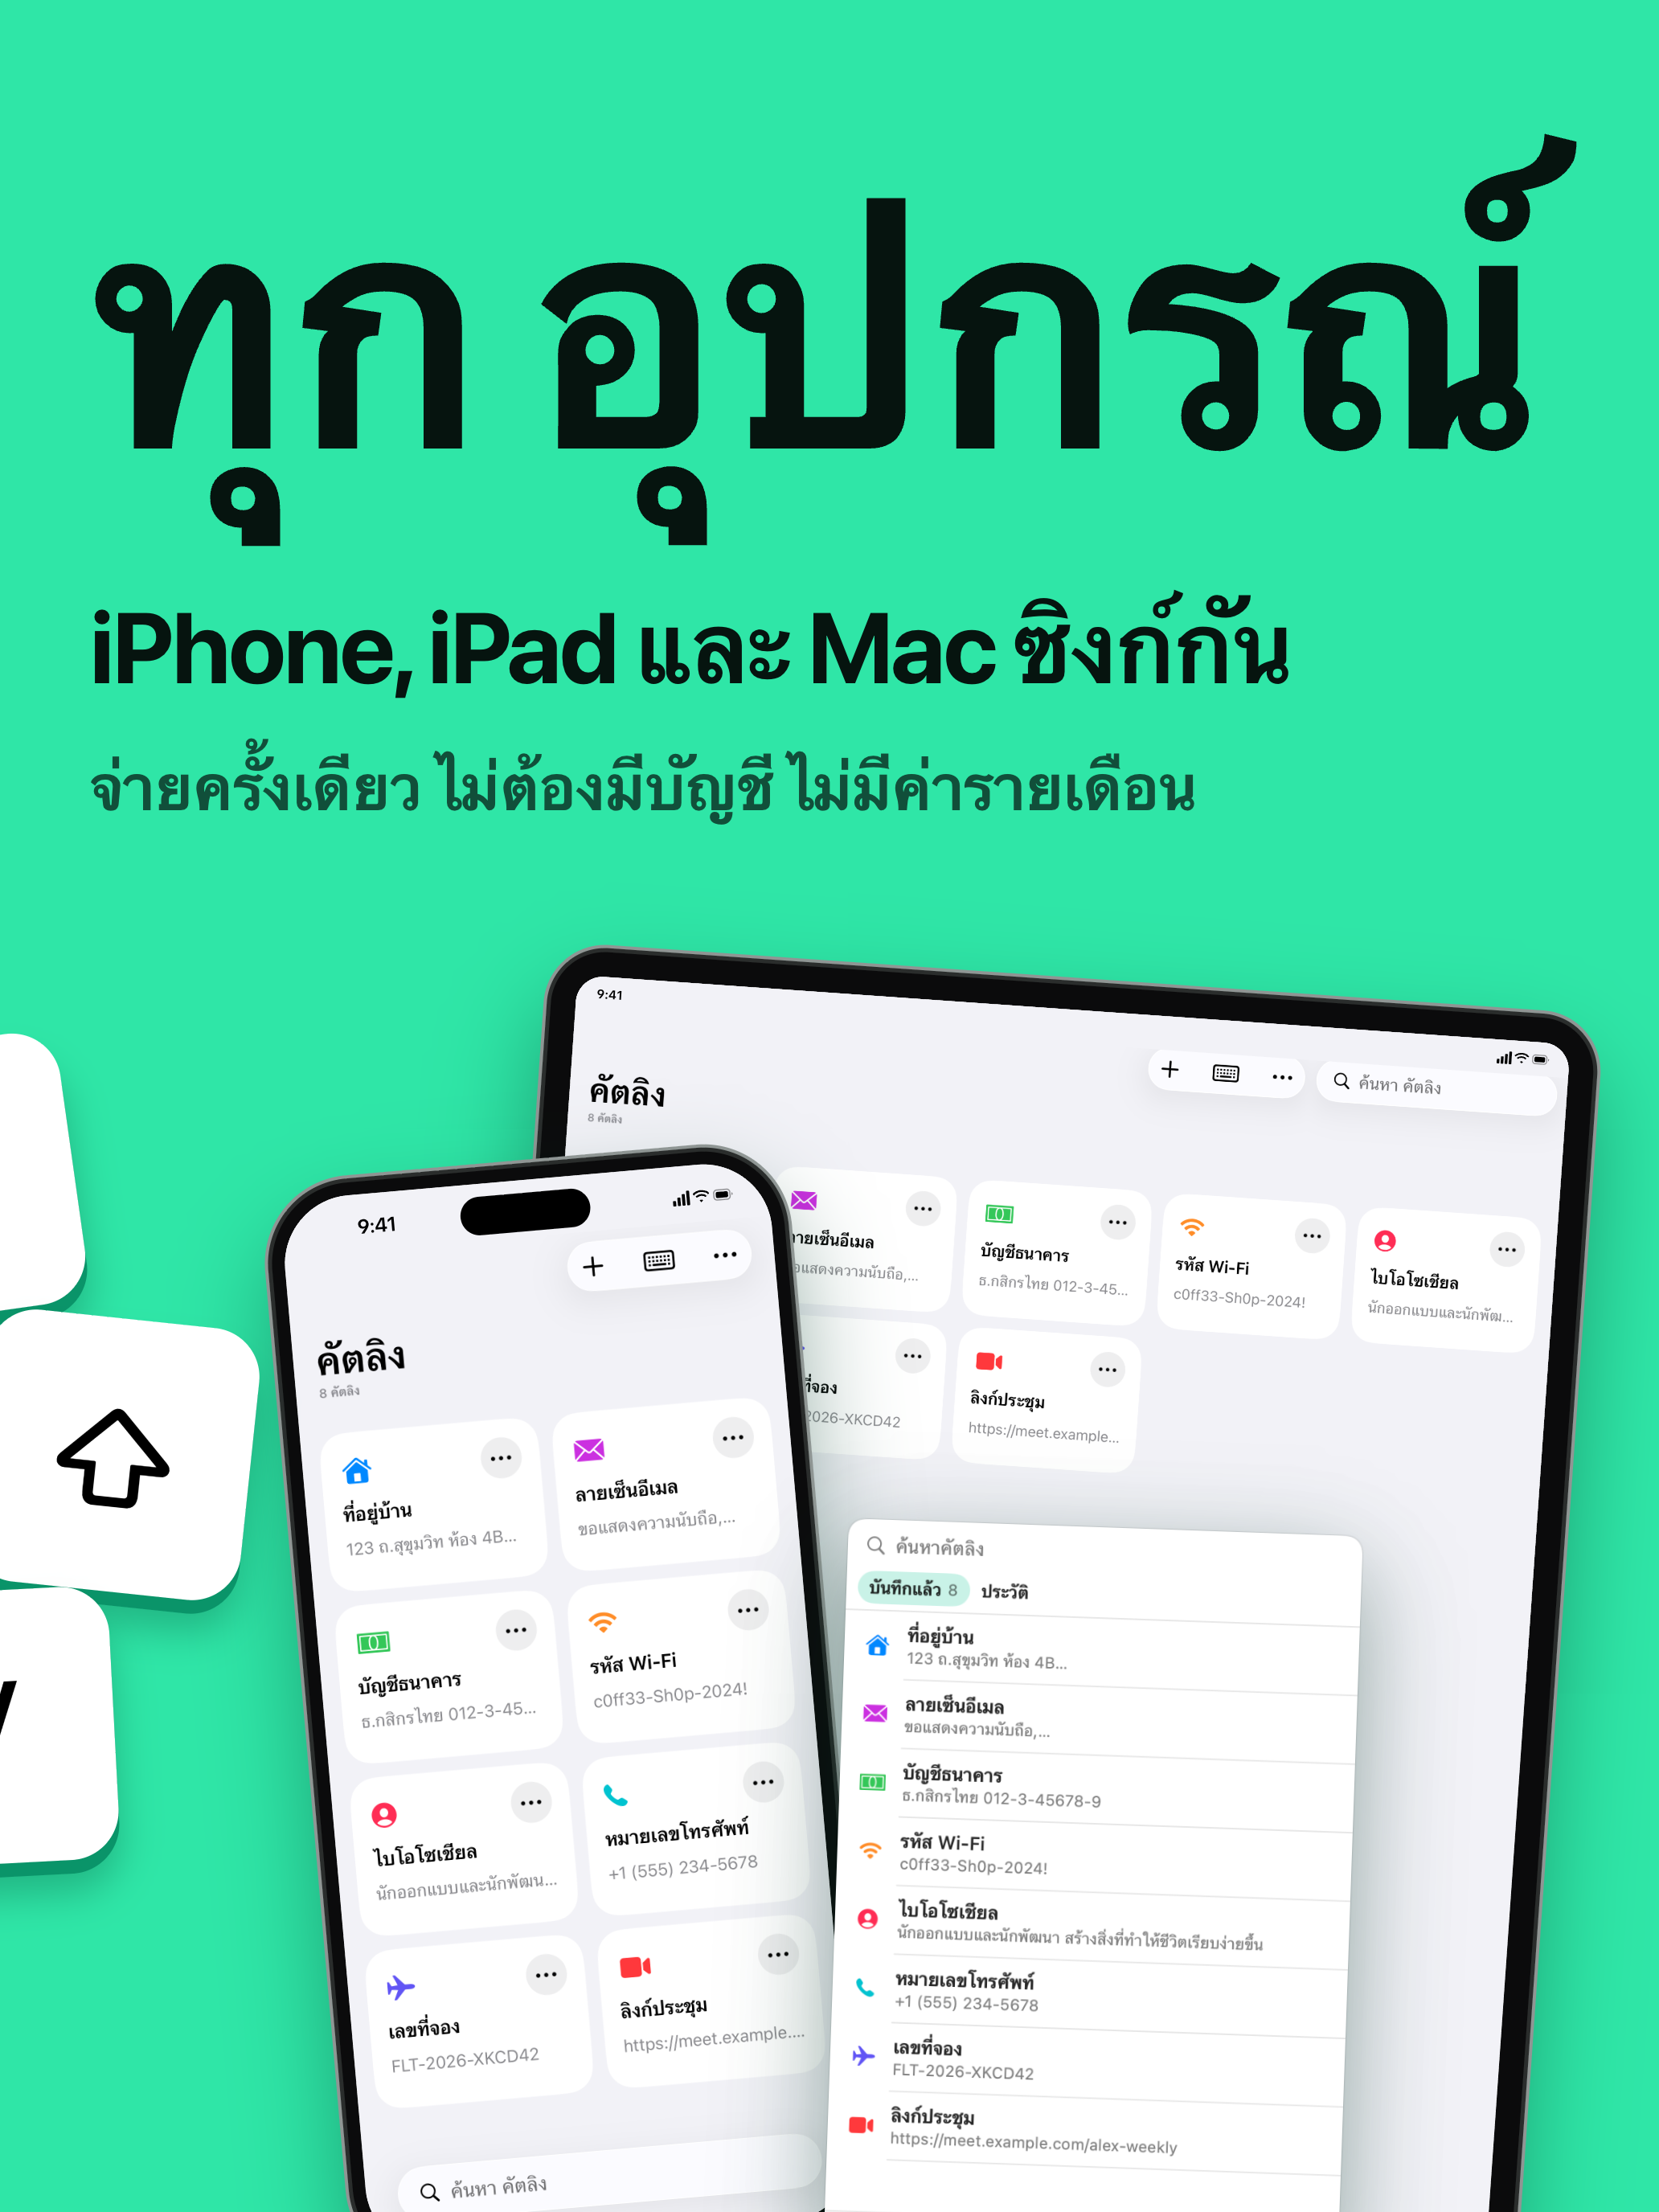 ทุก อุปกรณ์
iPhone, iPad และ Mac ซิงก์กัน
จ่ายครั้งเดียว ไม่ต้องมีบัญชี ไม่มีค่ารายเดือน
9:41
ค้นหา คัตลิง
คัตลิง
8 คัตลิง
ลายเซ็นอีเมล
ขอแสดงความนับถือ,...
บัญชีธนาคาร
ธ.กสิกรไทย 012-3-45...
รหัส Wi-Fi
c0ff33-Sh0p-2024!
ไบโอโซเชียล
นักออกแบบและนักพัฒ...
ที่จอง
2026-XKCD42
ลิงก์ประชุม
https://meet.example...
9:41
คัตลิง
8 คัตลิง
ที่อยู่บ้าน
123 ถ.สุขุมวิท ห้อง 4B...
ลายเซ็นอีเมล
ขอแสดงความนับถือ,...
บัญชีธนาคาร
ธ.กสิกรไทย 012-3-45...
รหัส Wi-Fi
c0ff33-Sh0p-2024!
ไบโอโซเชียล
นักออกแบบและนักพัฒน...
หมายเลขโทรศัพท์
+1 (555) 234-5678
เลขที่จอง
FLT-2026-XKCD42
ลิงก์ประชุม
https://meet.example....
ค้นหา คัตลิง
ค้นหาคัตลิง
บันทึกแล้ว 8 ประวัติ
ที่อยู่บ้าน
123 ถ.สุขุมวิท ห้อง 4B...
ลายเซ็นอีเมล
ขอแสดงความนับถือ,...
บัญชีธนาคาร
ธ.กสิกรไทย 012-3-45678-9
รหัส Wi-Fi
c0ff33-Sh0p-2024!
ไบโอโซเชียล
นักออกแบบและนักพัฒนา สร้างสิ่งที่ทำให้ชีวิตเรียบง่ายขึ้น
หมายเลขโทรศัพท์
+1 (555) 234-5678
เลขที่จอง
FLT-2026-XKCD42
ลิงก์ประชุม
https://meet.example.com/alex-weekly